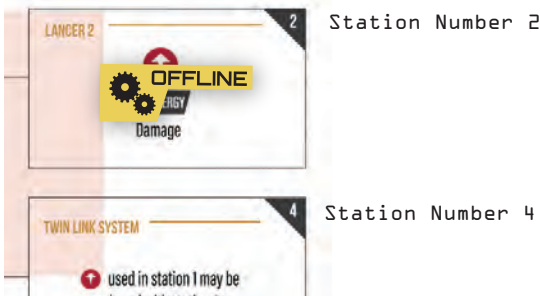 LANCER 2
2
Station Number 2
OFFLINE
Damage
TWIN LINK SYSTEM
4
Station Number 4
used in station 1 may be